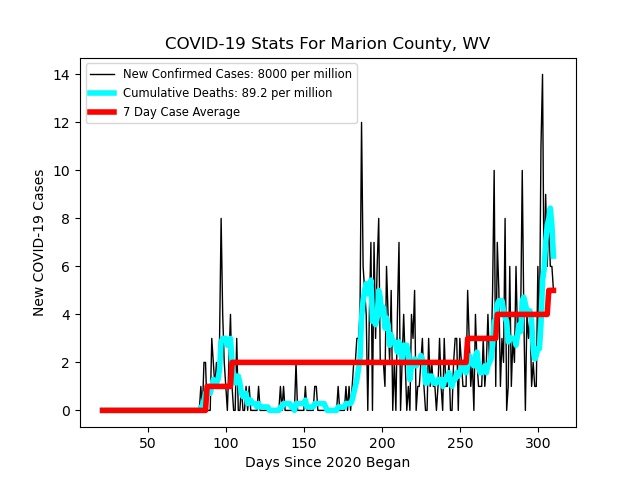 COVID-19 Stats For Marion County, WV
New Confirmed Cases: 8000 per million
Cumulative Deaths: 89.2 per million
7 Day Case Average
14
12
10
8
6
4
2
0
New COVID-19 Cases
50 100 150 200 250 300
Days Since 2020 Began